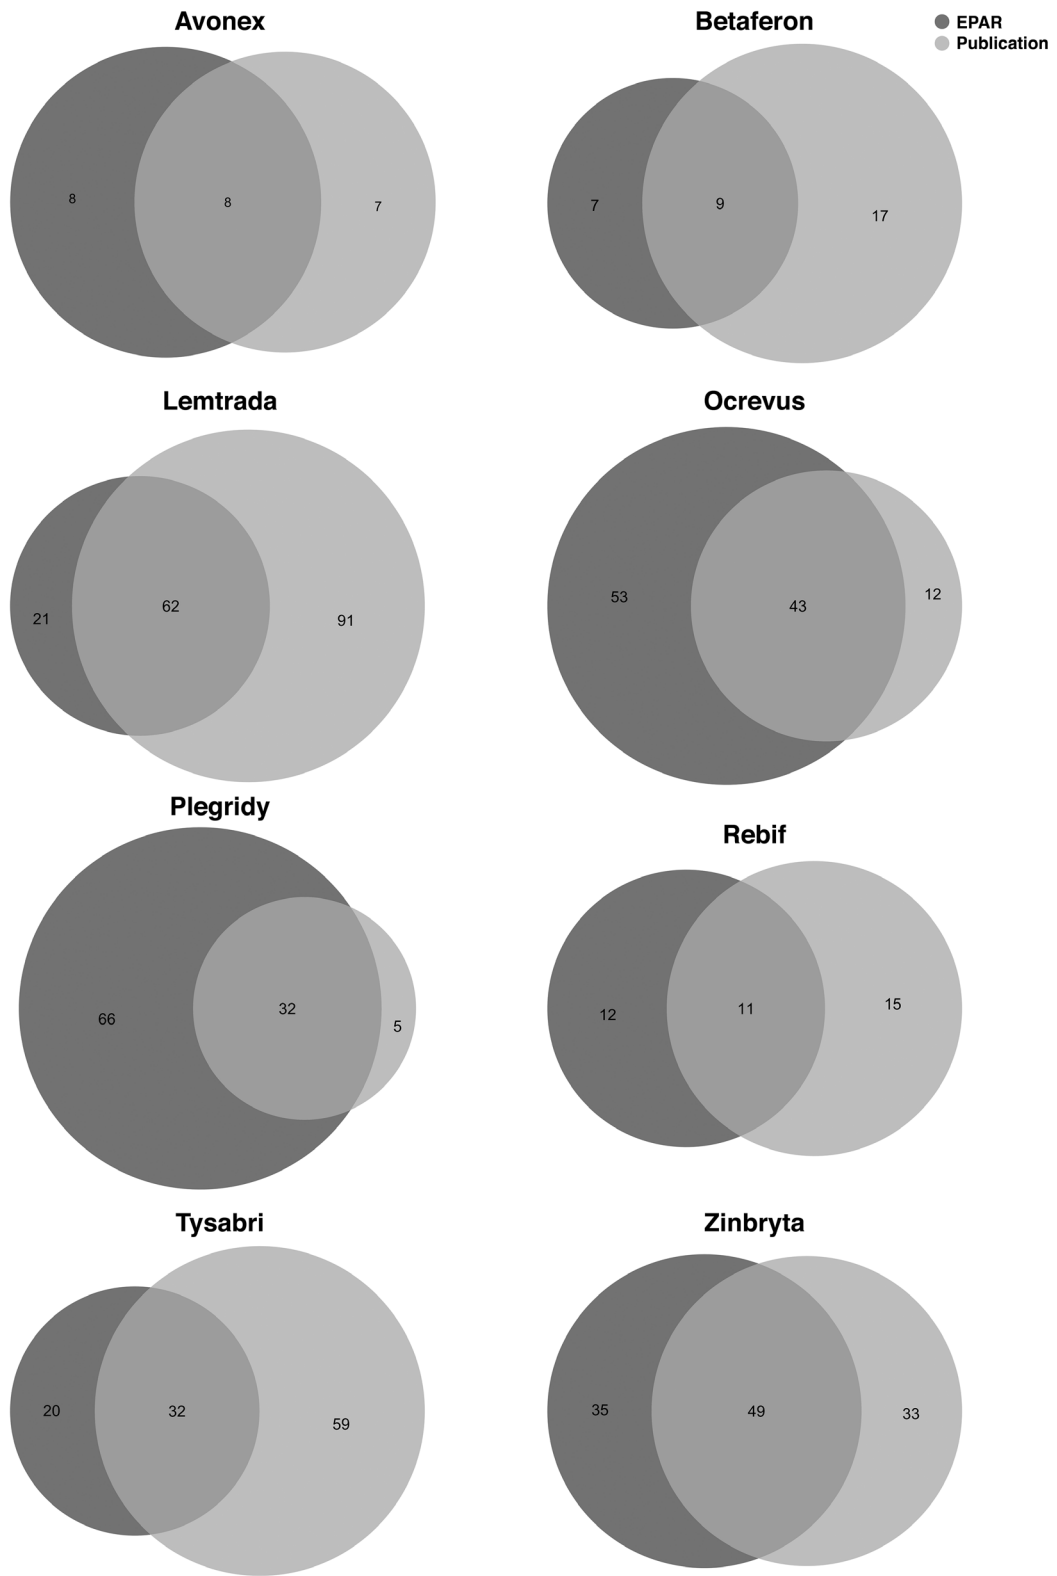 Avonex
Betaferon
EPAR
Publication
8
8
7
7
9
17
Lemtrada
Ocrevus
21
62
91
53
43
12
Plegridy
Rebif
66
32
5
12
11
15
Tysabri
Zinbryta
20
32
59
35
49
33